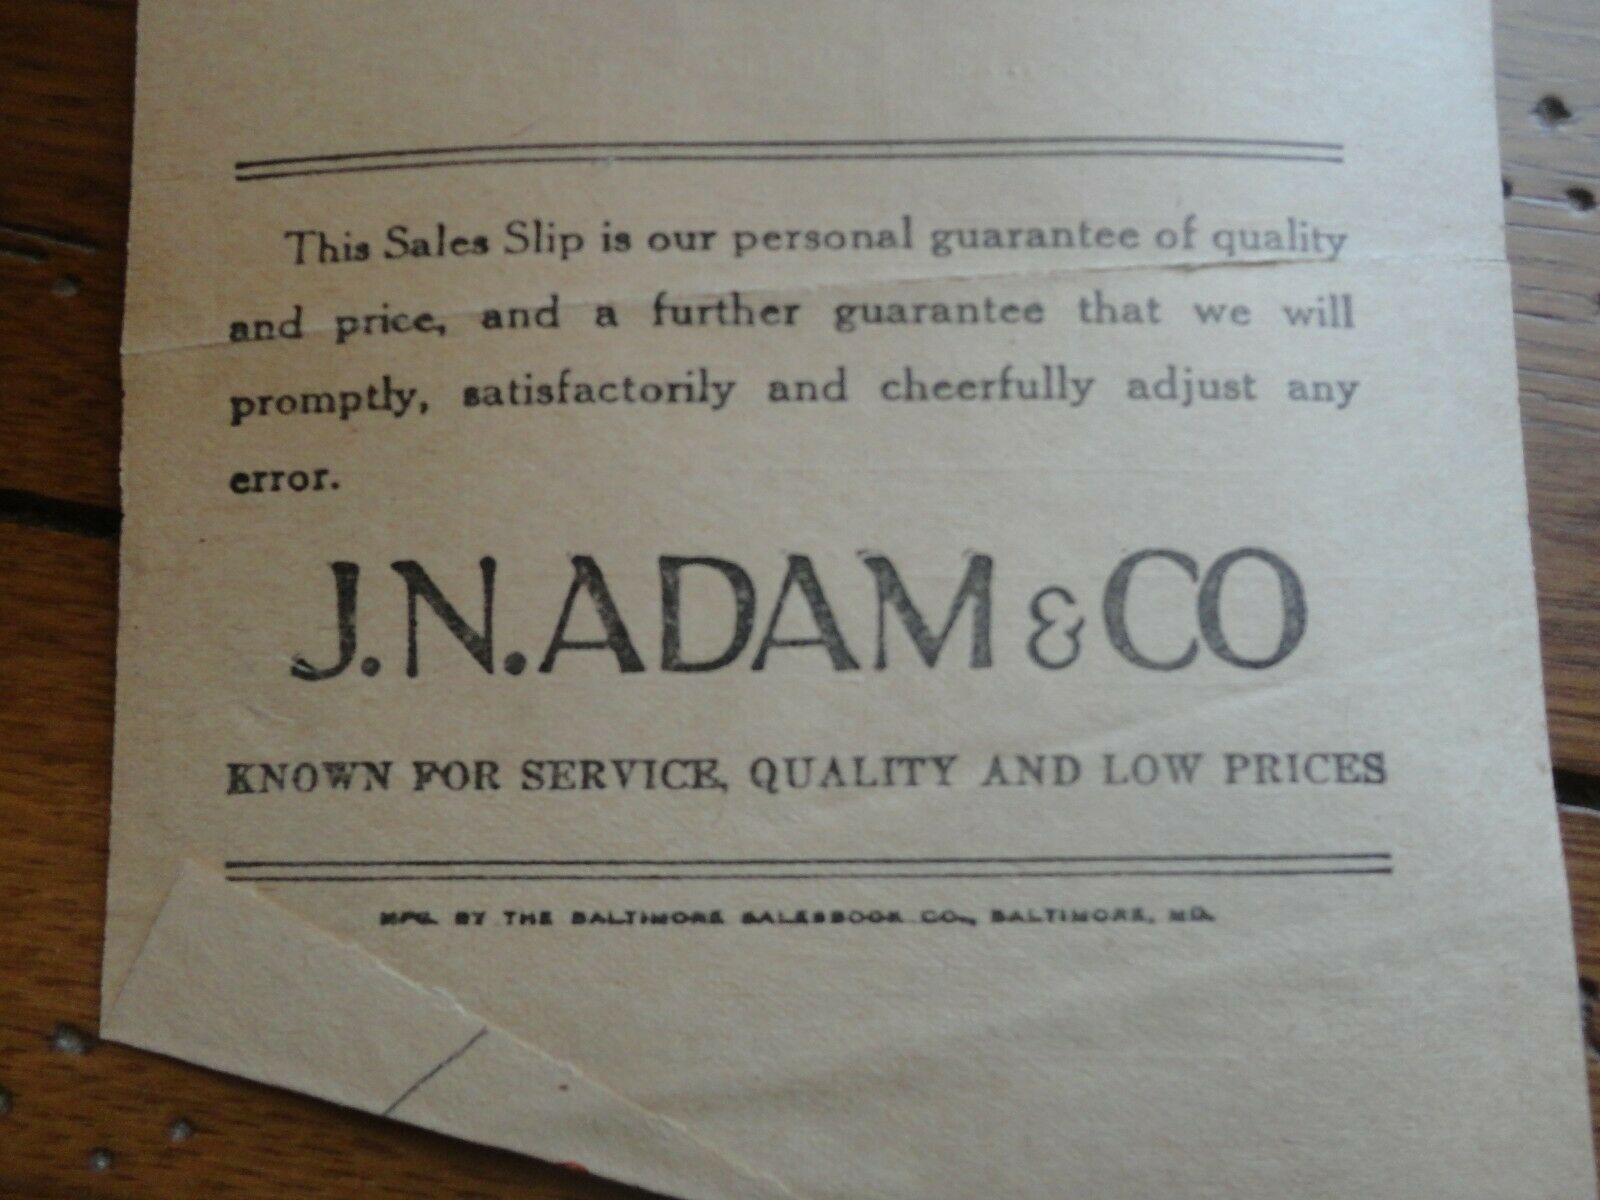 This Sales Slip is our personal guarantee of quality
and price, and a further guarantee that we will
promptly, satisfactorily and cheerfully adjust any
error.
J.N. ADAM & CO
KNOWN FOR SERVICE, QUALITY AND LOW PRICES
MFG. BY THE BALTIMORE SALESBOOK CO., BALTIMORE, MD.